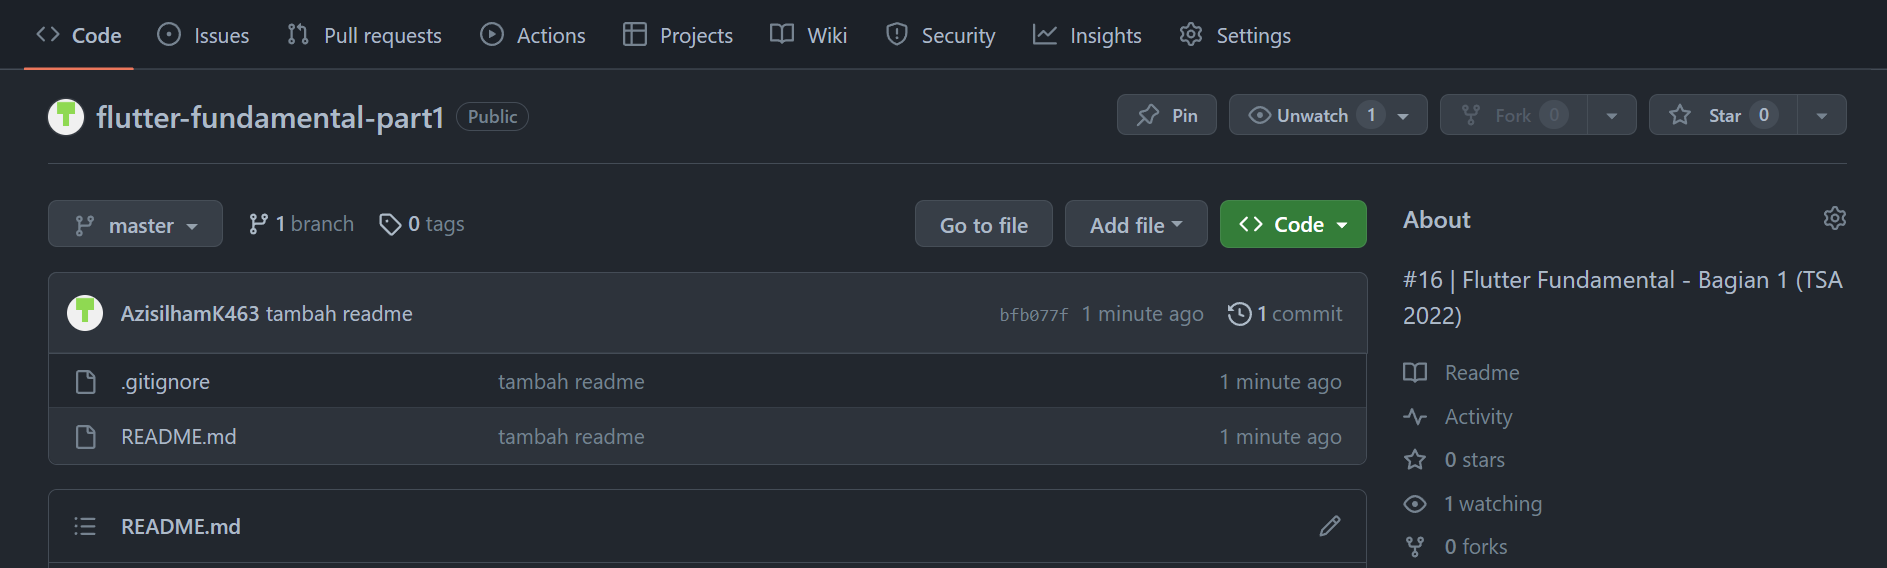 Code Issues Pull requests Actions Projects Wiki Security Insights Settings
flutter-fundamental-part1 Public Pin Unwatch 1 Fork 0 Star 0
master 1 branch 0 tags Go to file Add file Code
AzisilhamK463 tambah readme bfb077f 1 minute ago 1 commit
.gitignore tambah readme 1 minute ago
README.md tambah readme 1 minute ago
README.md
About
#16 | Flutter Fundamental - Bagian 1 (TSA
2022)
Readme
Activity
0 stars
1 watching
0 forks